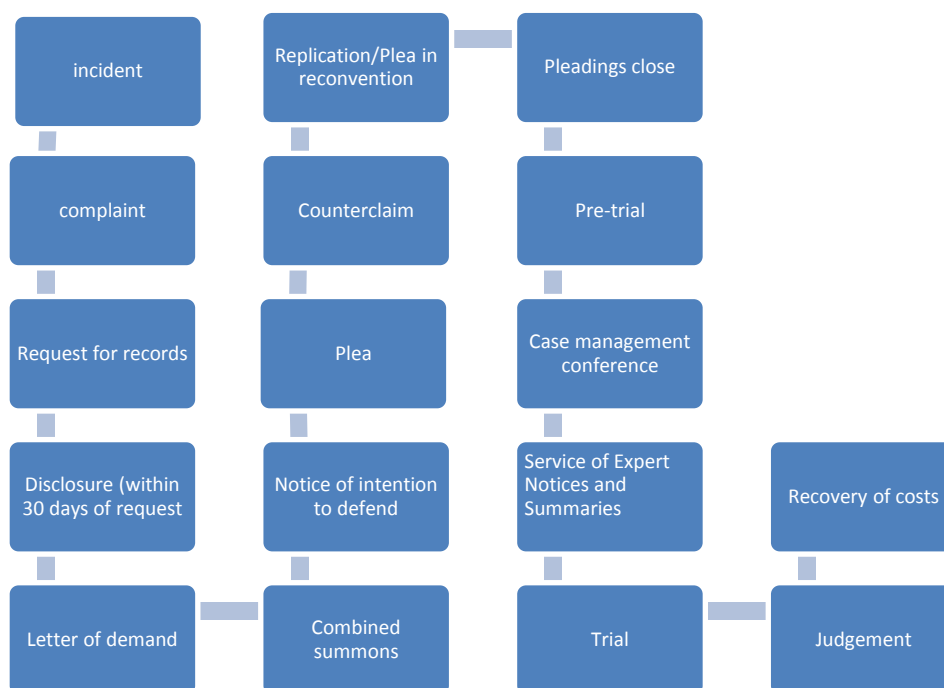 incident
complaint
Request for records
Disclosure (within
30 days of request
Letter of demand
Combined
summons
Notice of intention
to defend
Plea
Counterclaim
Replication/Plea in
reconvention
Pleadings close
Pre-trial
Case management
conference
Service of Expert
Notices and
Summaries
Trial
Judgement
Recovery of costs